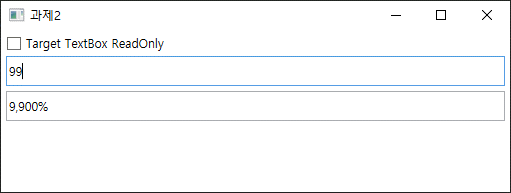 과제2
Target TextBox ReadOnly
99
9,900%